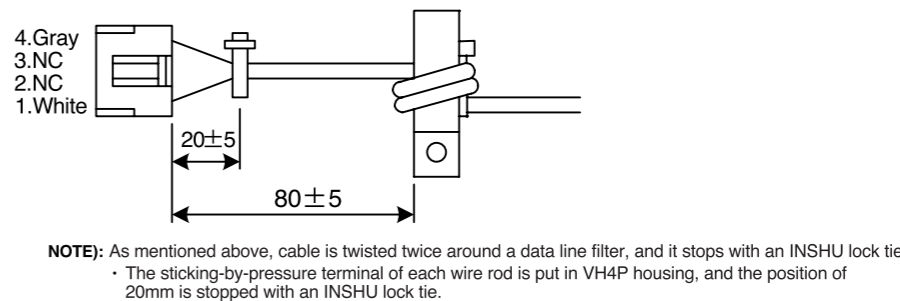 4.Gray
3.NC
2.NC
1.White
20±5
80±5
NOTE): As mentioned above, cable is twisted twice around a data line filter, and it stops with an INSHU lock tie
· The sticking-by-pressure terminal of each wire rod is put in VH4P housing, and the position of
20mm is stopped with an INSHU lock tie.